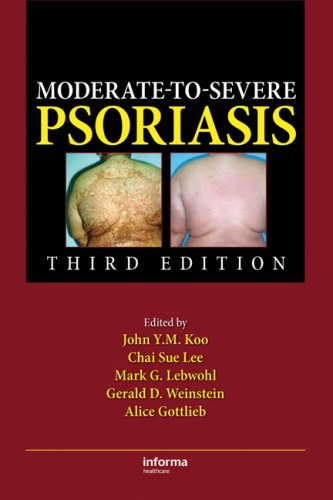 MODERATE-TO-SEVERE
PSORIASIS
THIRD EDITION
Edited by
John Y.M. Koo
Chai Sue Lee
Mark G. Lebwohl
Gerald D. Weinstein
Alice Gottlieb
informa
healthcare